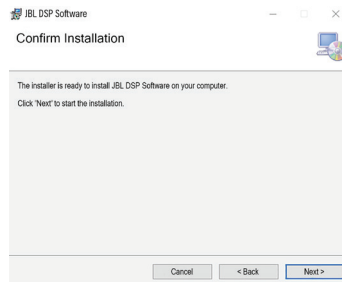 JBL DSP Software
Confirm Installation
The installer is ready to install JBL DSP Software on your computer.
Click 'Next' to start the installation.
Cancel
< Back
Next >